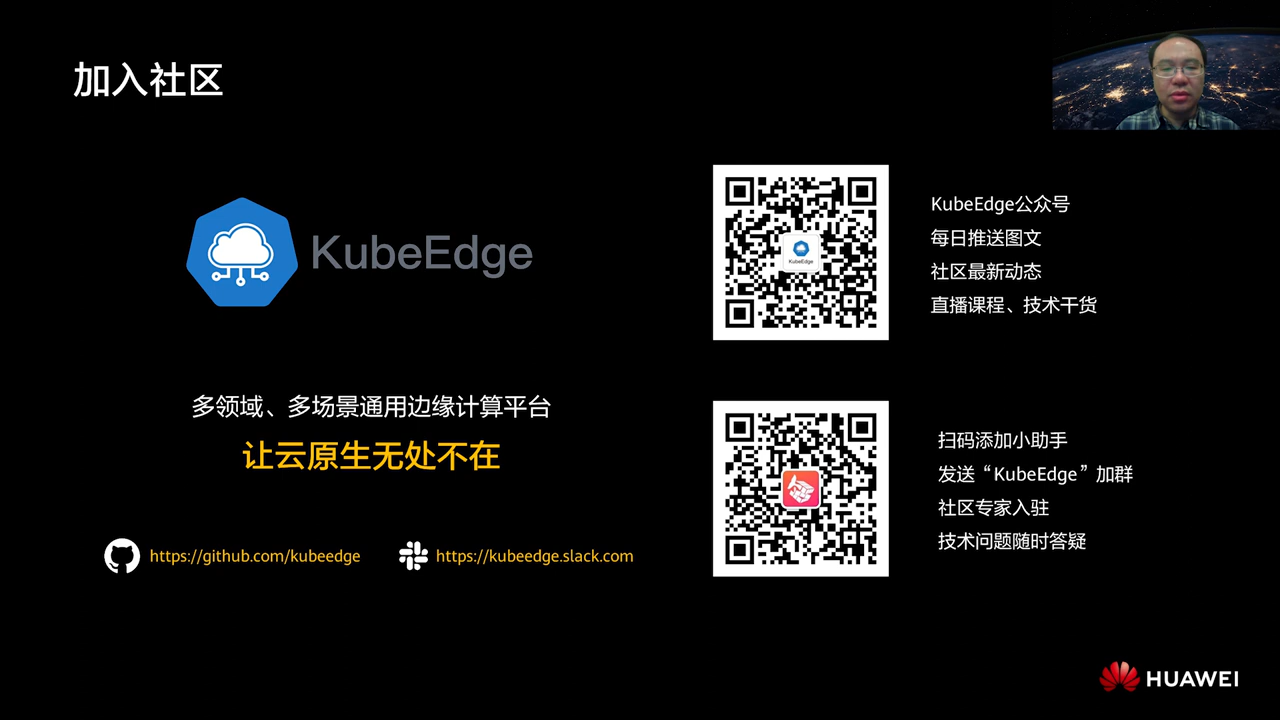 加入社区
KubeEdge
多领域、多场景通用边缘计算平台
让云原生无处不在
https://github.com/kubeedge
https://kubeedge.slack.com
KubeEdge
KubeEdge公众号
每日推送图文
社区最新动态
直播课程、技术干货
扫码添加小助手
发送“KubeEdge”加群
社区专家入驻
技术问题随时答疑
HUAWEI